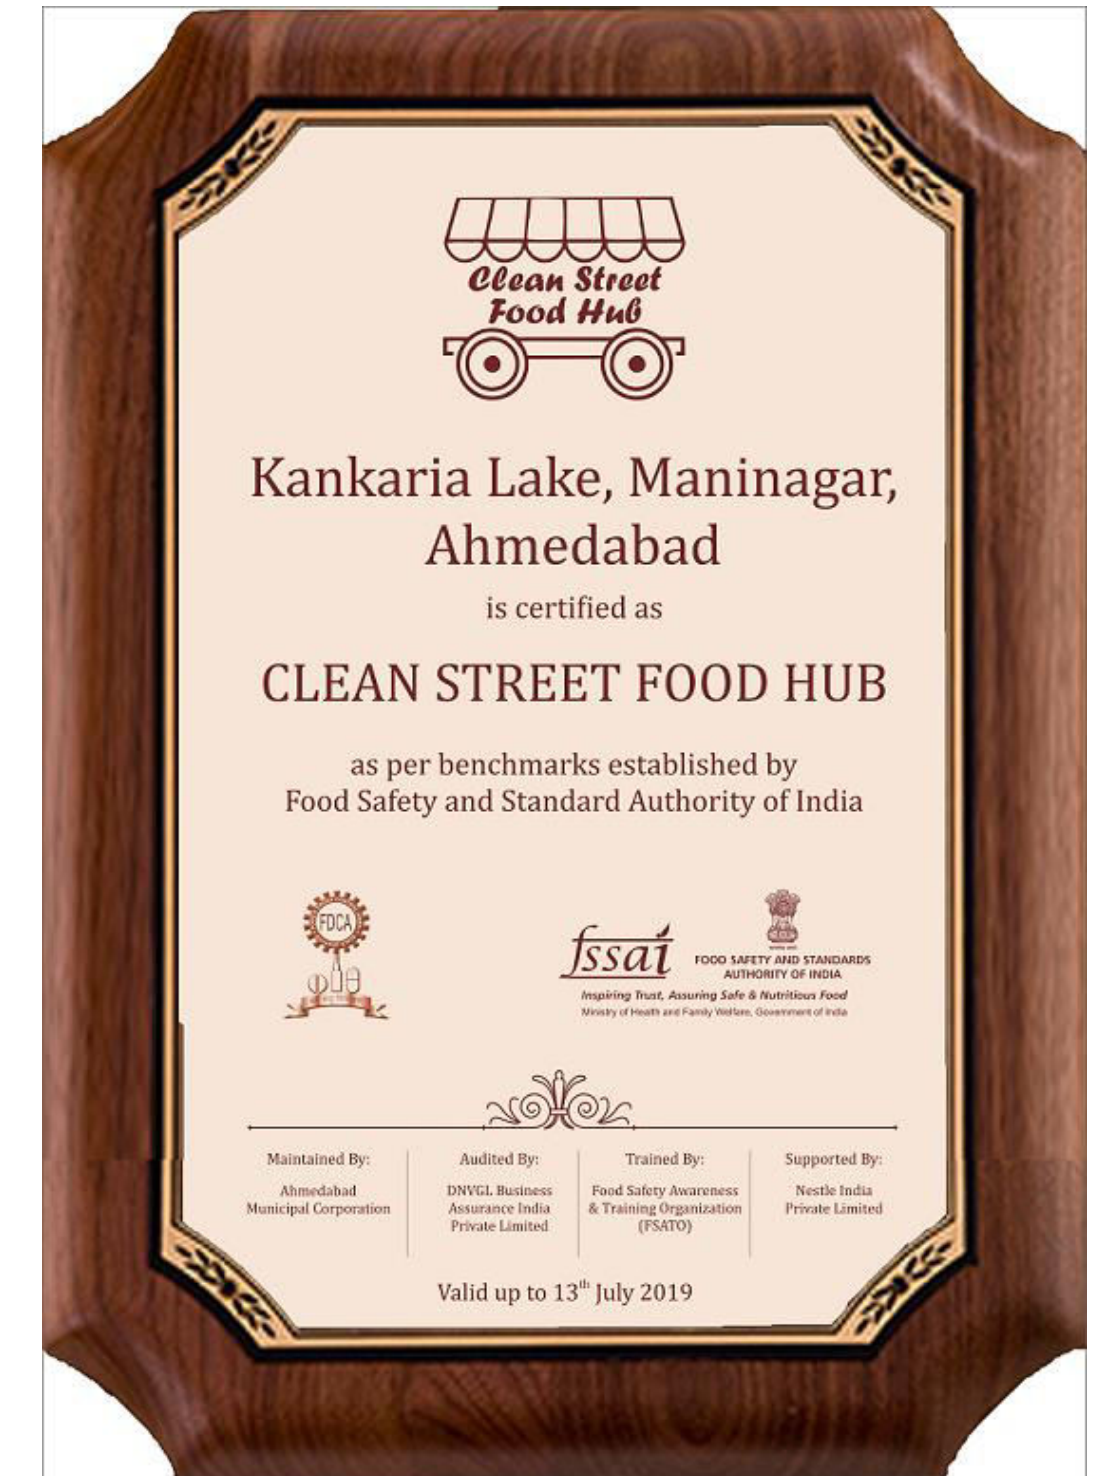 Clean Street
Food Hub
Kankaria Lake, Maninagar,
Ahmedabad
is certified as
CLEAN STREET FOOD HUB
as per benchmarks established by
Food Safety and Standard Authority of India
FDCA
fssai
FOOD SAFETY AND STANDARDS
AUTHORITY OF INDIA
Inspiring Trust, Assuring Safe & Nutritious Food
Ministry of Health and Family Welfare, Government of India
Maintained By:
Ahmedabad
Municipal Corporation
Audited By:
DNVGL Business
Assurance India
Private Limited
Trained By:
Food Safety Awareness
& Training Organization
(FSATO)
Supported By:
Nestle India
Private Limited
Valid up to 13th July 2019